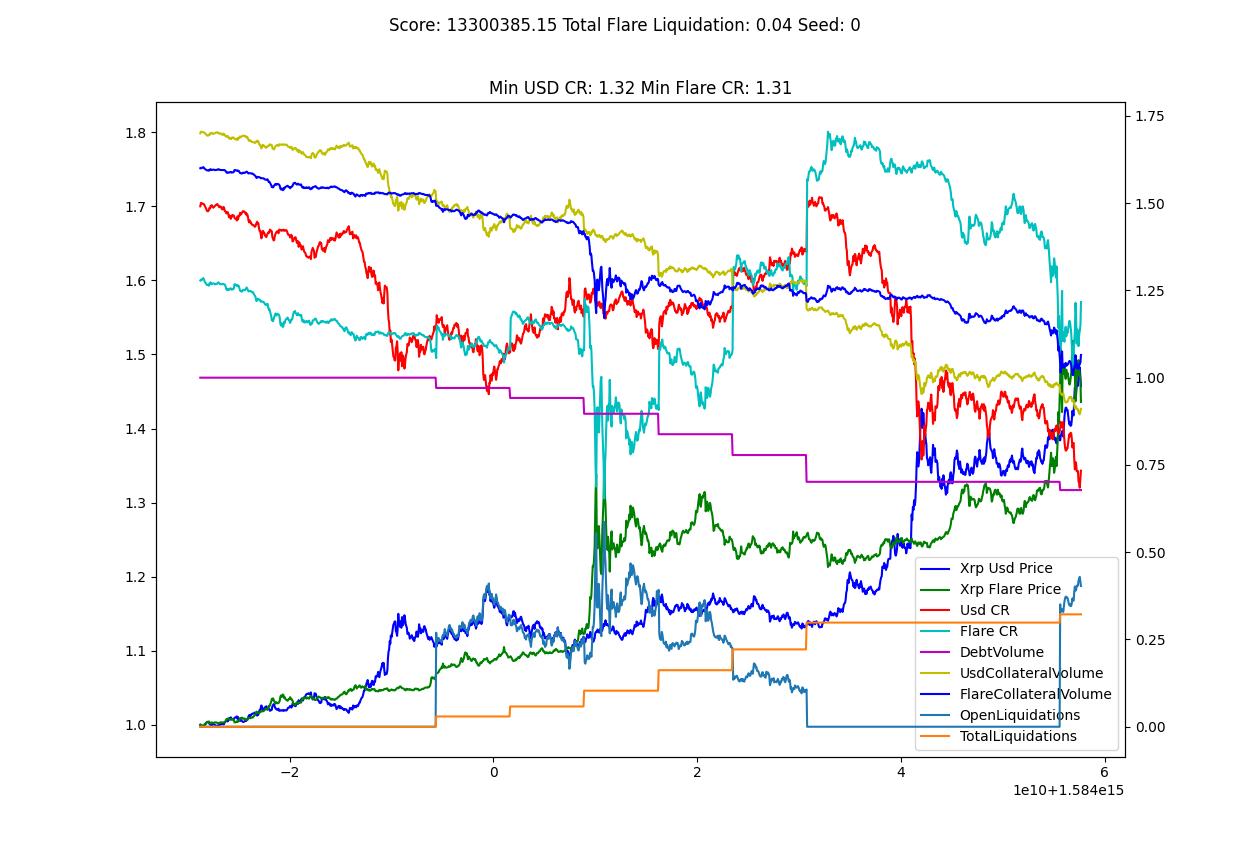 Score: 13300385.15 Total Flare Liquidation: 0.04 Seed: 0
Min USD CR: 1.32 Min Flare CR: 1.31
1.8
1.7
1.6
1.5
1.4
1.3
1.2
1.1
1.0
1.75
1.50
1.25
1.00
0.75
0.50
0.25
0.00
Xrp Usd Price
Xrp Flare Price
Usd CR
Flare CR
DebtVolume
UsdCollateralVolume
FlareCollateralVolume
OpenLiquidations
TotalLiquidations
−2
0
2
4
6
1e10+1.584e15